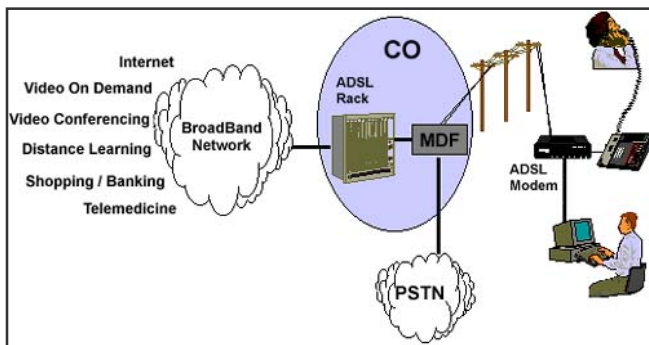 Internet
Video On Demand
Video Conferencing
Distance Learning
Shopping / Banking
Telemedicine
BroadBand
Network
CO
ADSL
Rack
MDF
PSTN
ADSL
Modem